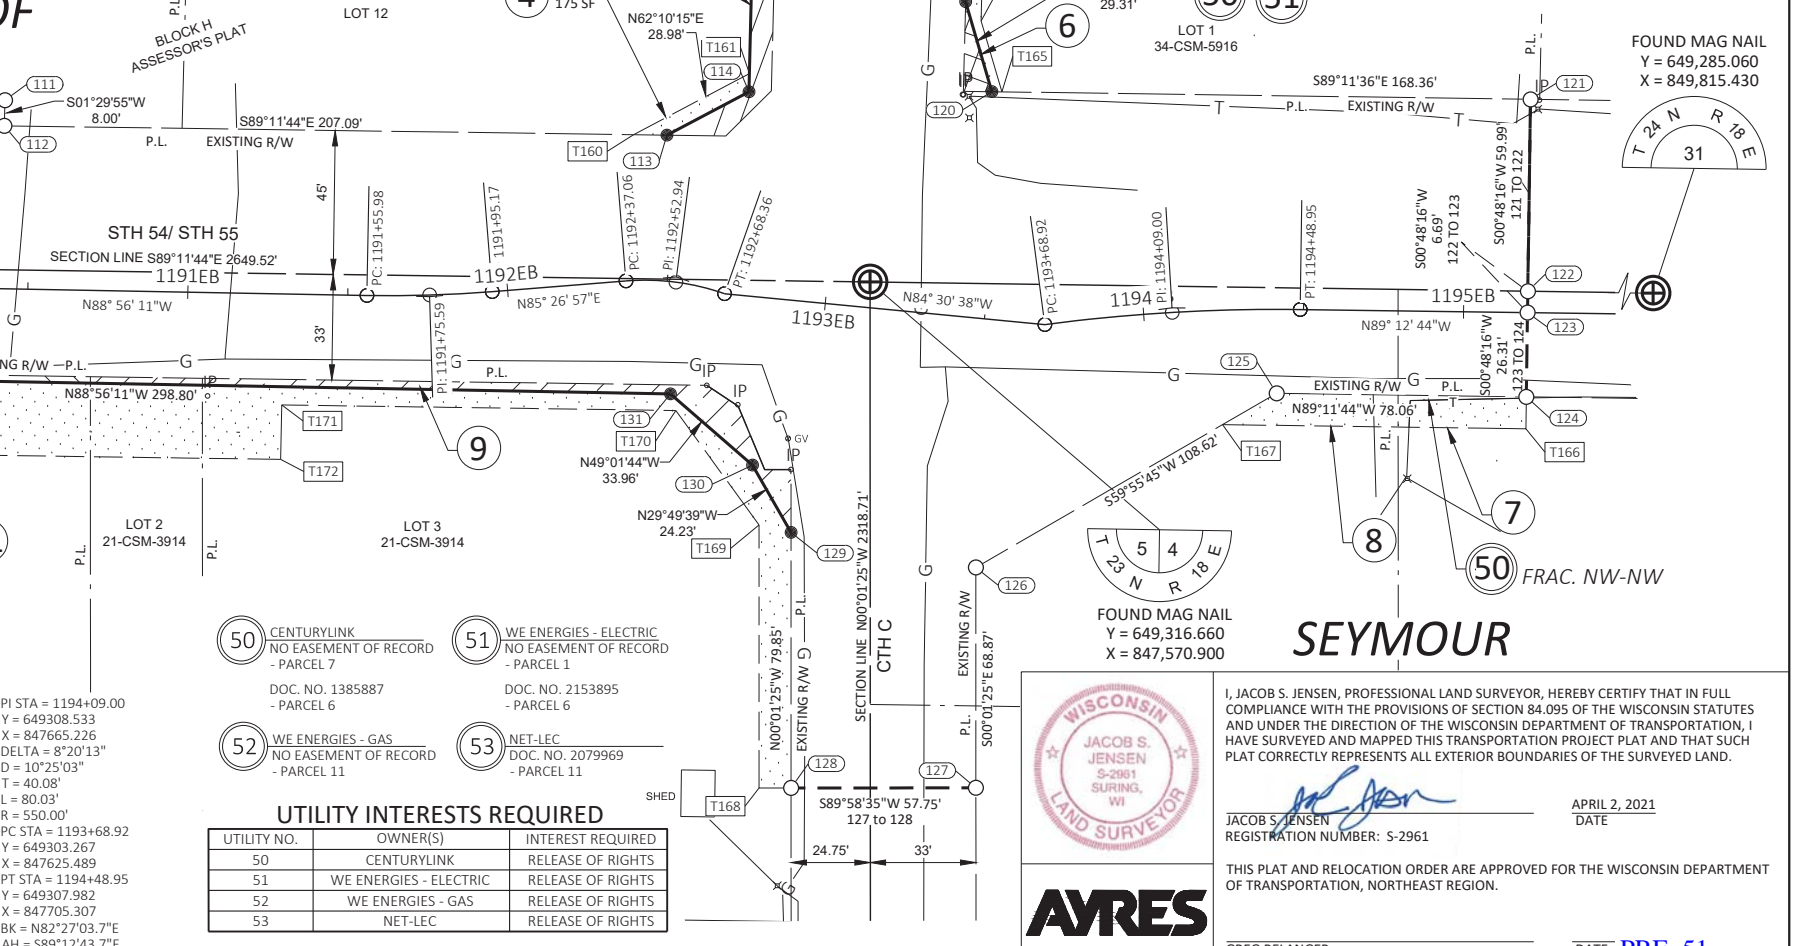 OF
LOT 12
BLOCK H
ASSESSOR'S PLAT
P.L.
4
175 SF
N62°10'15"E
28.98'
T161
114
29.31'
50
51
6
T165
LOT 1
34-CSM-5916
P.L.
FOUND MAG NAIL
Y = 649,285.060
X = 849,815.430
T 24 N R 18 E
31
111
S01°29'55"W
8.00'
112
S89°11'44"E 207.09'
P.L. EXISTING R/W
T160
113
G
IP
120
S89°11'36"E 168.36'
T P.L. EXISTING R/W T
IP
121
S00°48'16"W 59.99'
121 TO 122
S00°48'16"W
6.69'
122 TO 123
45'
STH 54/ STH 55
SECTION LINE S89°11'44"E 2649.52'
1191EB
N88° 56' 11"W
PC: 1191+55.98
1191+95.17
1192EB
N85° 26' 57"E
PC: 1192+37.06
PI: 1192+52.94
PT: 1192+68.36
1193EB
N84° 30' 38"W
PC: 1193+68.92
1194
PI: 1194+09.00
PT: 1194+48.95
1195EB
N89° 12' 44"W
122
123
33'
PI: 1191+75.59
G
NG R/W P.L. G G P.L. G
IP
IP
IP
N88°56'11"W 298.80'
T171
T172
9
131
T170
N49°01'44"W
33.96'
130
N29°49'39"W
24.23'
T169
G
GV
IP
129
G
G
125
EXISTING R/W G P.L.
T
N89°11'44"W 78.06'
S00°48'16"W
26.31'
123 TO 124
124
T166
T167
P.L.
S59°55'45"W 108.62'
8
7
50
FRAC. NW-NW
LOT 2
21-CSM-3914
P.L.
P.L.
LOT 3
21-CSM-3914
G
SECTION LINE N00°01'25"W 2318.71'
CTH C
126
5 4
T 23 N R 18 E
FOUND MAG NAIL
Y = 649,316.660
X = 847,570.900
SEYMOUR
EXISTING R/W
P.L.
S00°01'25"E 68.87'
N00°01'25"W 79.85'
EXISTING R/W G P.L.
50
CENTURYLINK
NO EASEMENT OF RECORD
- PARCEL 7
DOC. NO. 1385887
- PARCEL 6
51
WE ENERGIES - ELECTRIC
NO EASEMENT OF RECORD
- PARCEL 1
DOC. NO. 2153895
- PARCEL 6
52
WE ENERGIES - GAS
NO EASEMENT OF RECORD
- PARCEL 11
53
NET-LEC
DOC. NO. 2079969
- PARCEL 11
PI STA = 1194+09.00
Y = 649308.533
X = 847665.226
DELTA = 8°20'13"
D = 10°25'03"
T = 40.08'
L = 80.03'
R = 550.00'
PC STA = 1193+68.92
Y = 649303.267
X = 847625.489
PT STA = 1194+48.95
Y = 649307.982
X = 847705.307
BK = N82°27'03.7"E
AH = S89°12'43.7"E
UTILITY INTERESTS REQUIRED
UTILITY NO. OWNER(S) INTEREST REQUIRED
50 CENTURYLINK RELEASE OF RIGHTS
51 WE ENERGIES - ELECTRIC RELEASE OF RIGHTS
52 WE ENERGIES - GAS RELEASE OF RIGHTS
53 NET-LEC RELEASE OF RIGHTS
SHED
T168
128
127
S89°58'35"W 57.75'
127 to 128
24.75'
33'
G
WISCONSIN
JACOB S.
JENSEN
S-2961
SURING,
WI
LAND SURVEYOR
I, JACOB S. JENSEN, PROFESSIONAL LAND SURVEYOR, HEREBY CERTIFY THAT IN FULL
COMPLIANCE WITH THE PROVISIONS OF SECTION 84.095 OF THE WISCONSIN STATUTES
AND UNDER THE DIRECTION OF THE WISCONSIN DEPARTMENT OF TRANSPORTATION, I
HAVE SURVEYED AND MAPPED THIS TRANSPORTATION PROJECT PLAT AND THAT SUCH
PLAT CORRECTLY REPRESENTS ALL EXTERIOR BOUNDARIES OF THE SURVEYED LAND.
APRIL 2, 2021
JACOB S. JENSEN DATE
REGISTRATION NUMBER: S-2961
THIS PLAT AND RELOCATION ORDER ARE APPROVED FOR THE WISCONSIN DEPARTMENT
OF TRANSPORTATION, NORTHEAST REGION.
AYRES
DATE